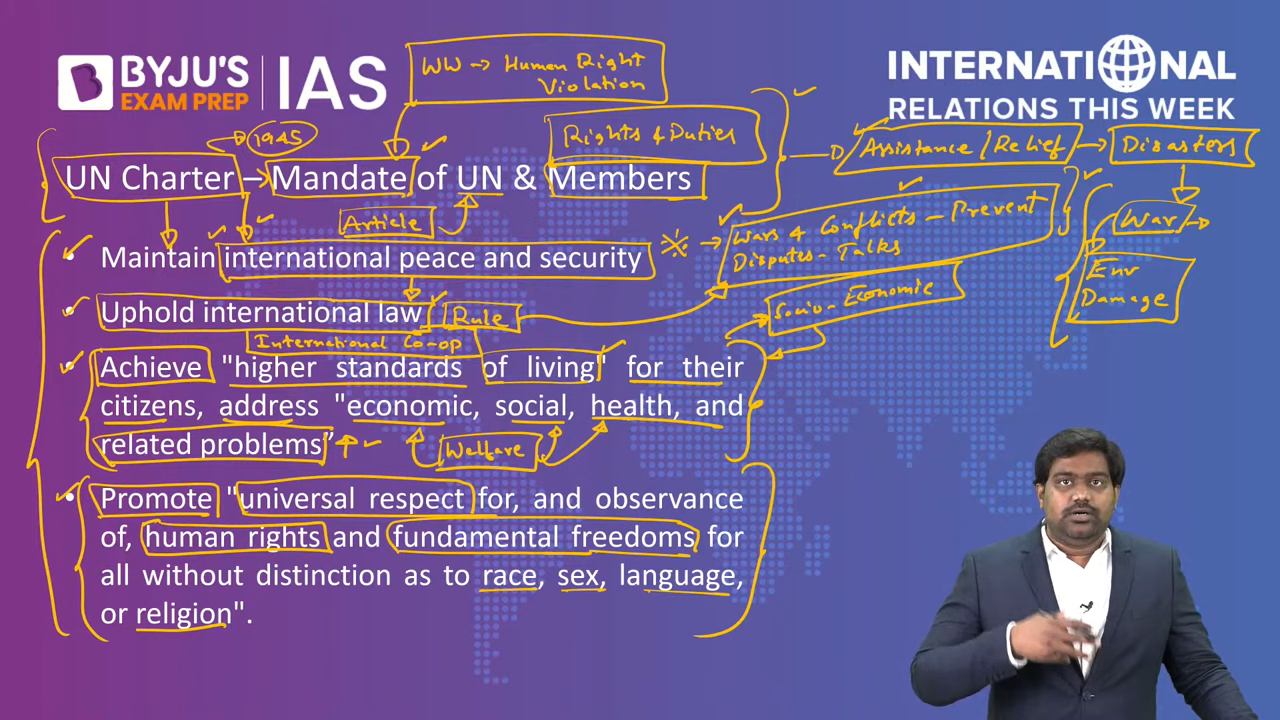 BYJU'S
EXAM PREP
IAS
INTERNATIONAL
RELATIONS THIS WEEK
WW → Human Right
Violation
1945
Rights & Duties
Assistance/Relief → Disasters
UN Charter – Mandate of UN & Members
Article
Wars & Conflicts – Prevent
Disputes – Talks
War
Env
Damage
• Maintain international peace and security
Socio-Economic
• Uphold international law
Rule
International Co-op
• Achieve "higher standards of living" for their
citizens, address "economic, social, health, and
related problems”
Welfare
• Promote "universal respect for, and observance
of, human rights and fundamental freedoms for
all without distinction as to race, sex, language,
or religion".